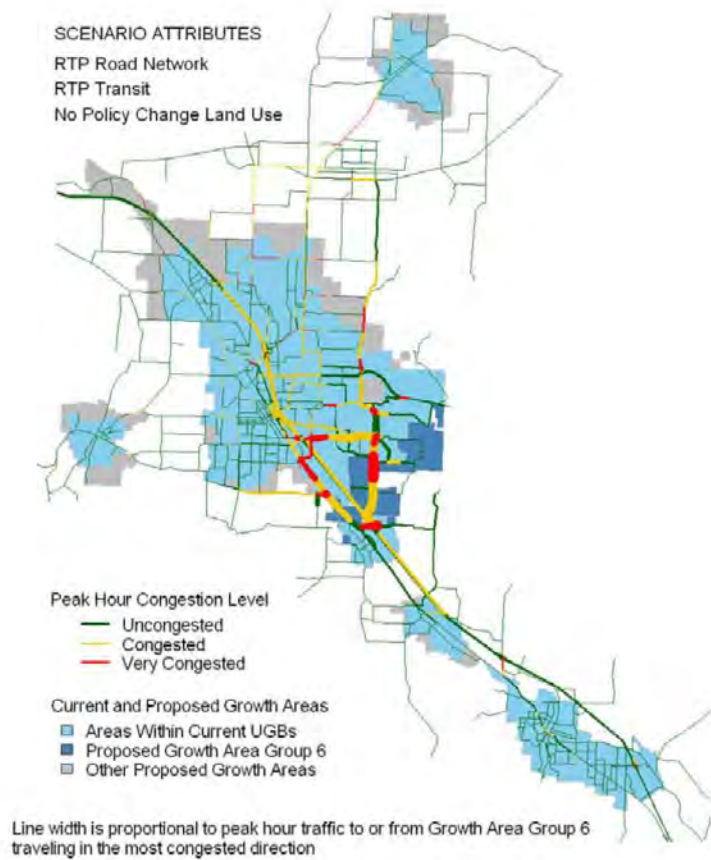 SCENARIO ATTRIBUTES
RTP Road Network
RTP Transit
No Policy Change Land Use
Peak Hour Congestion Level
Uncongested
Congested
Very Congested
Current and Proposed Growth Areas
Areas Within Current UGBs
Proposed Growth Area Group 6
Other Proposed Growth Areas
Line width is proportional to peak hour traffic to or from Growth Area Group 6
traveling in the most congested direction